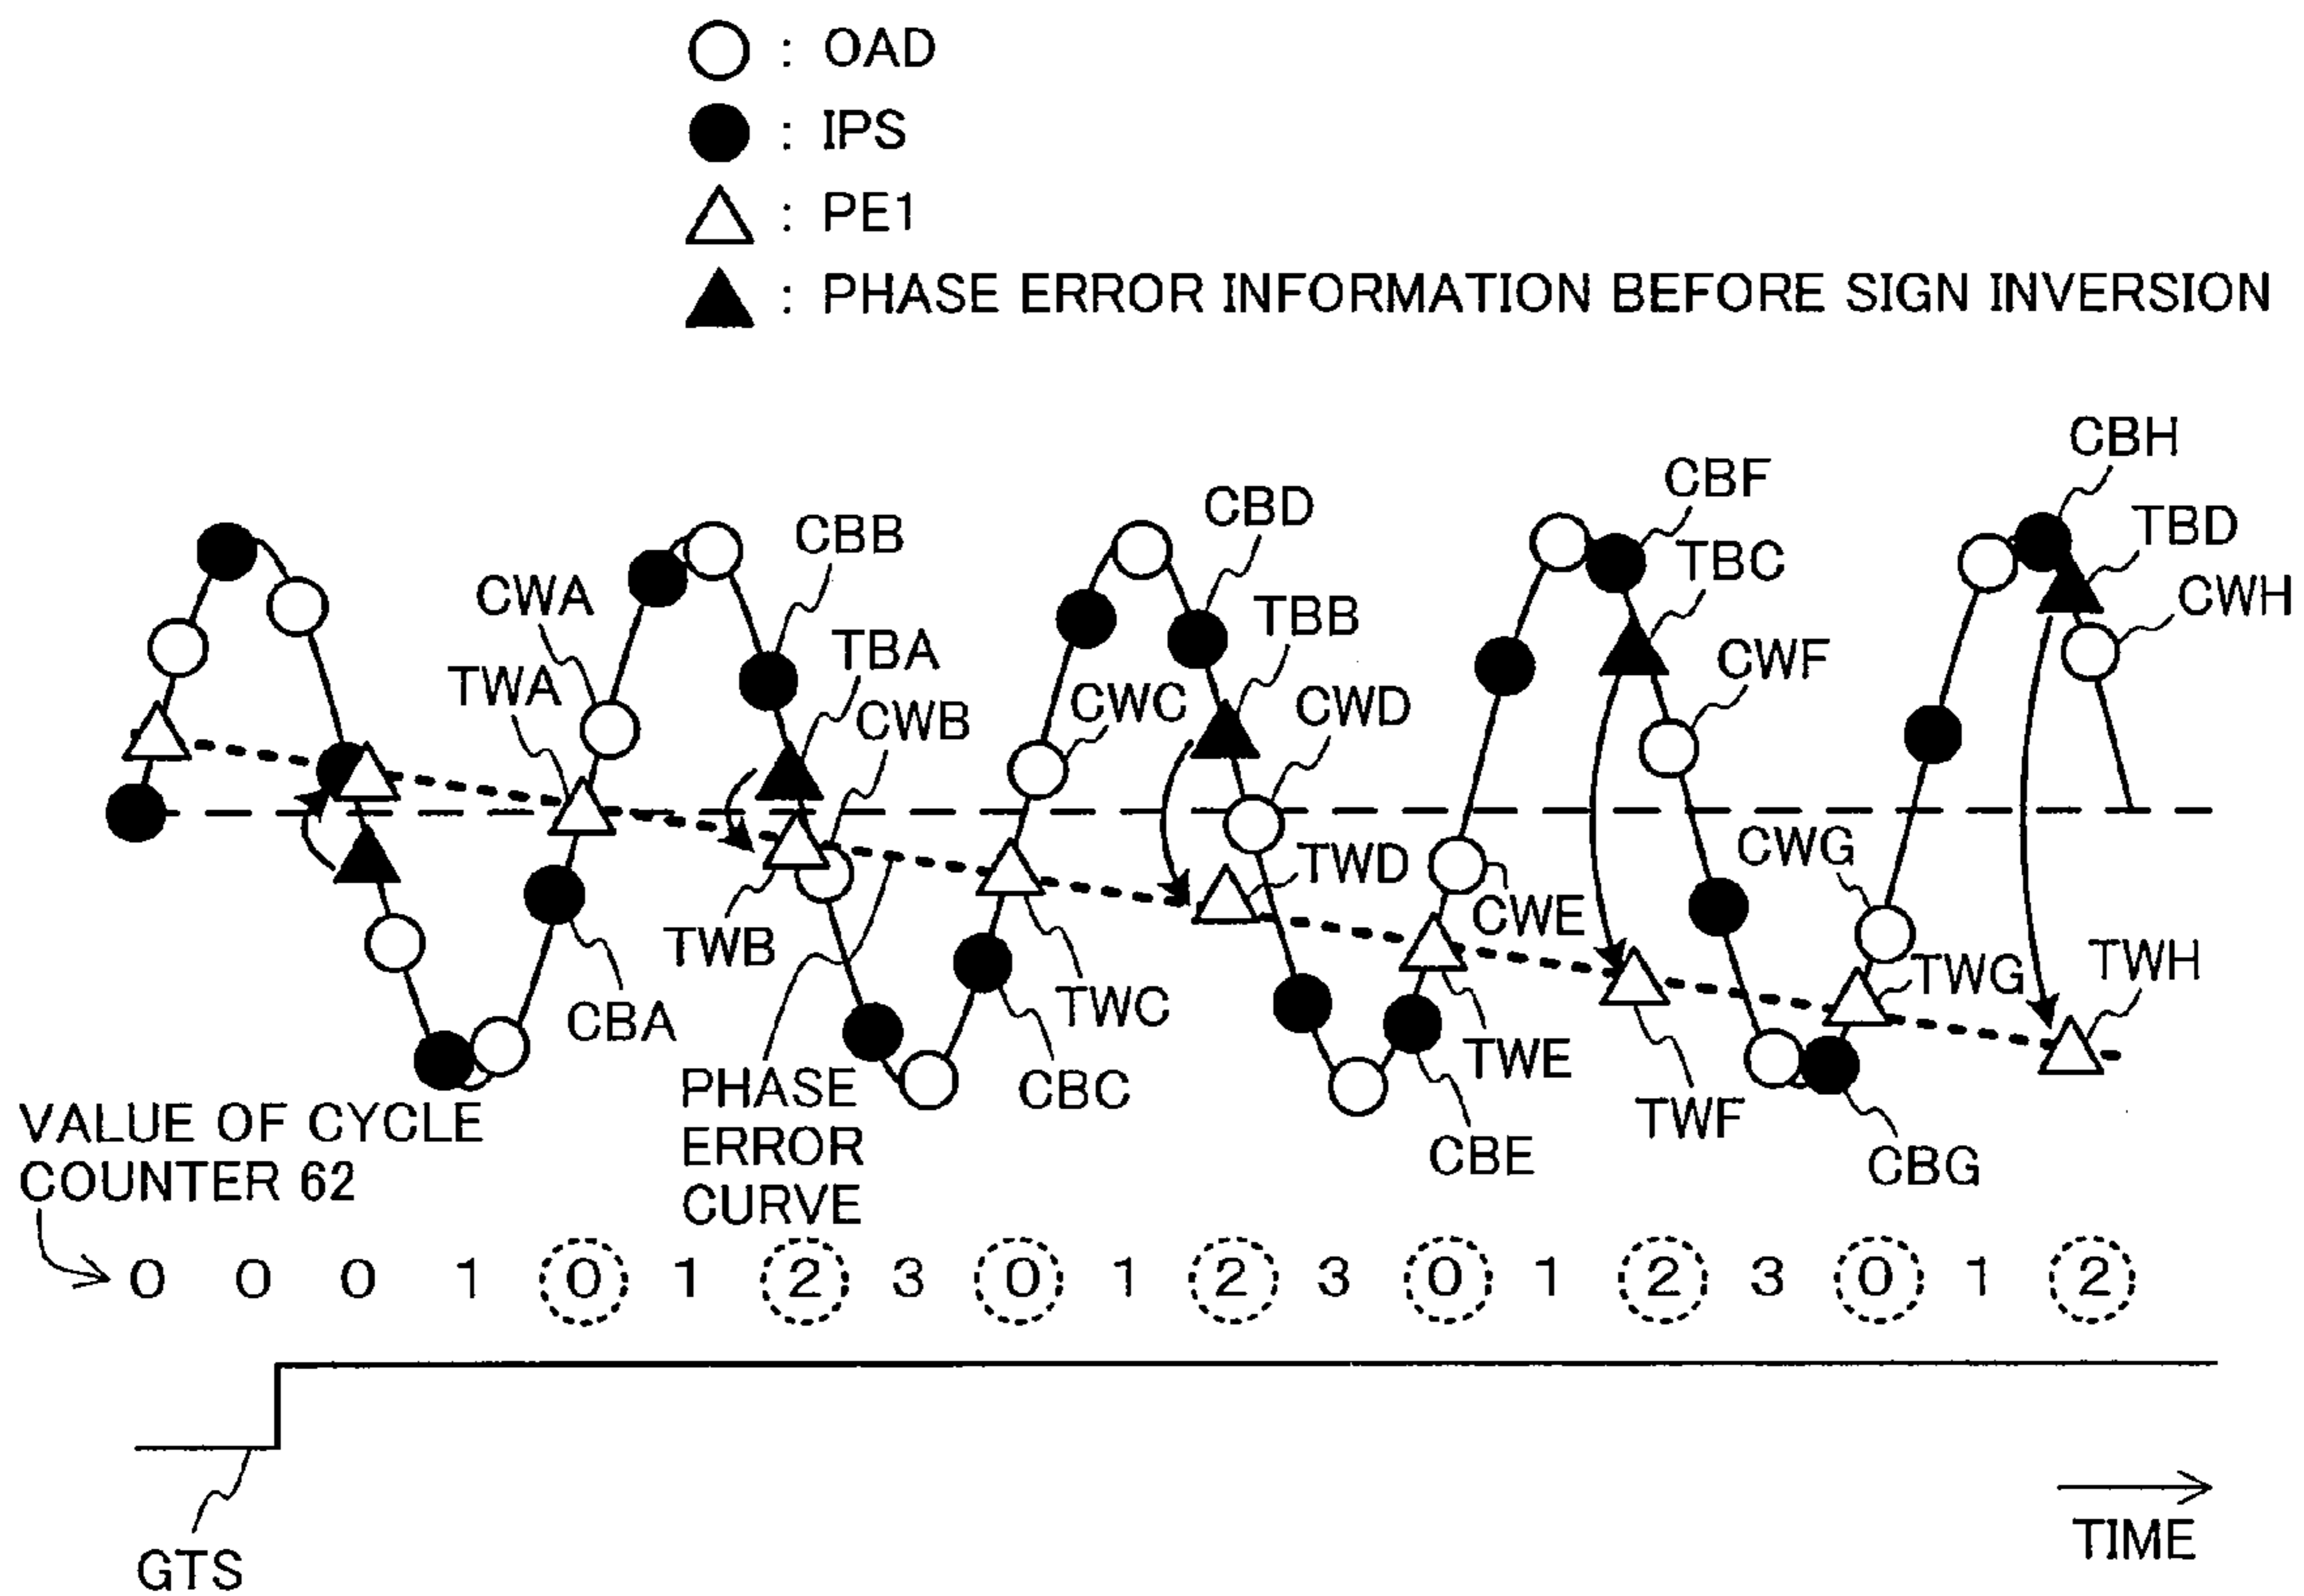 : OAD
: IPS
: PE1
: PHASE ERROR INFORMATION BEFORE SIGN INVERSION
CBH
CBF
CBD
TBD
CBB
TBC
CWA
CWH
TBB
TBA
CWF
TWA
CWC
CWD
CWB
CWG
TWD
CWE
TWB
TWH
TWG
TWC
CBA
TWE
PHASE
ERROR
CURVE
CBC
TWF
CBE
CBG
VALUE OF CYCLE
COUNTER 62
0 0 0 1 0 1 2 3 0 1 2 3 0 1 2 3 0 1 2
GTS
TIME